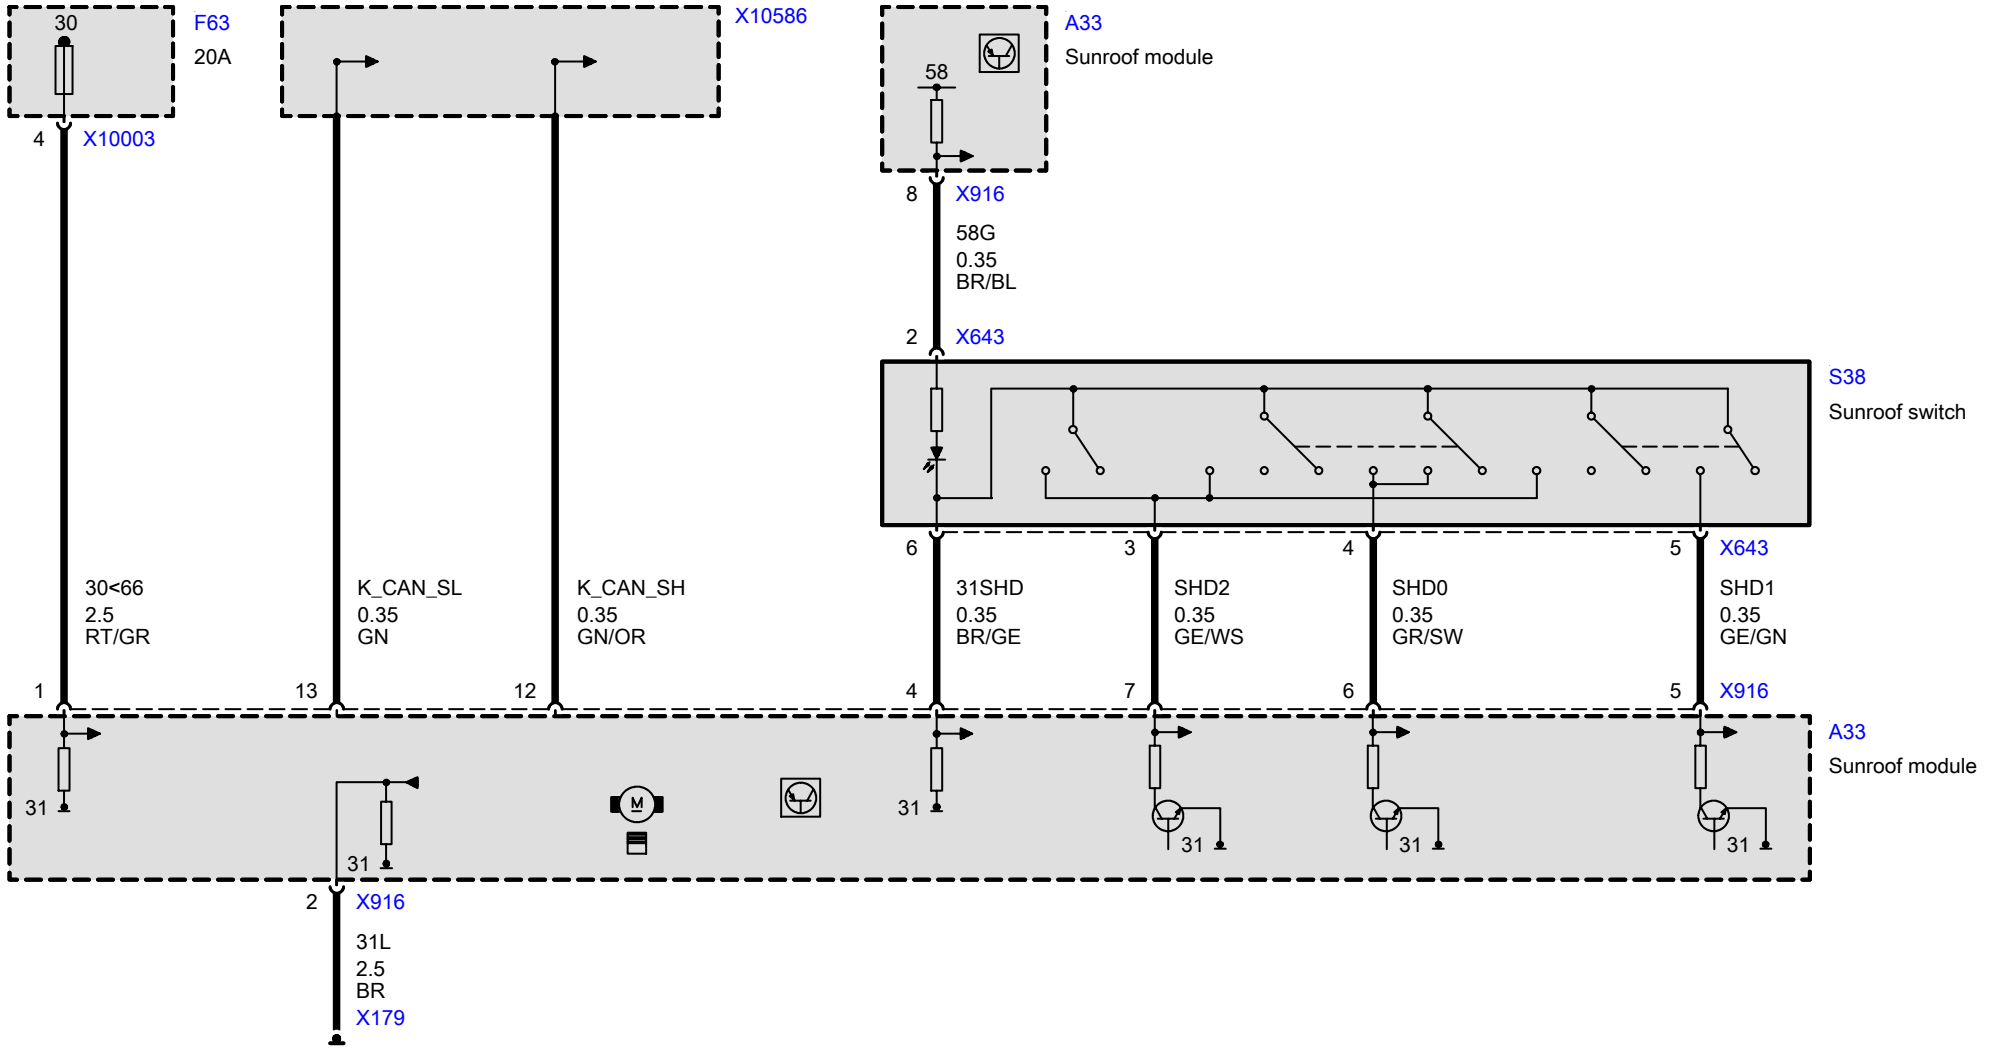 30
F63
20A
X10586
A33
Sunroof module
58
4
X10003
8
X916
58G
0.35
BR/BL
2
X643
S38
Sunroof switch
6
3
4
5
X643
30<66
2.5
RT/GR
K_CAN_SL
0.35
GN
K_CAN_SH
0.35
GN/OR
31SHD
0.35
BR/GE
SHD2
0.35
GE/WS
SHD0
0.35
GR/SW
SHD1
0.35
GE/GN
1
13
12
4
7
6
5
X916
A33
Sunroof module
31
31
M
31
31
31
31
2
X916
31L
2.5
BR
X179